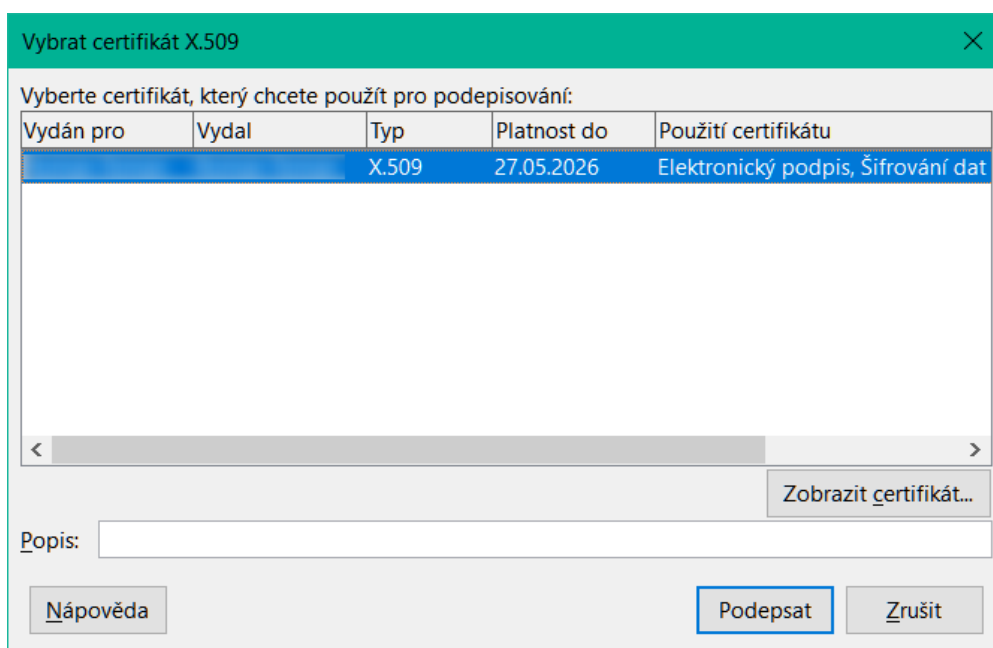 Vybrat certifikát X.509
Vyberte certifikát, který chcete použít pro podepisování:
Vydán pro Vydal Typ Platnost do Použití certifikátu
X.509 27.05.2026 Elektronický podpis, Šifrování dat
Zobrazit certifikát...
Popis:
Nápověda Podepsat Zrušit